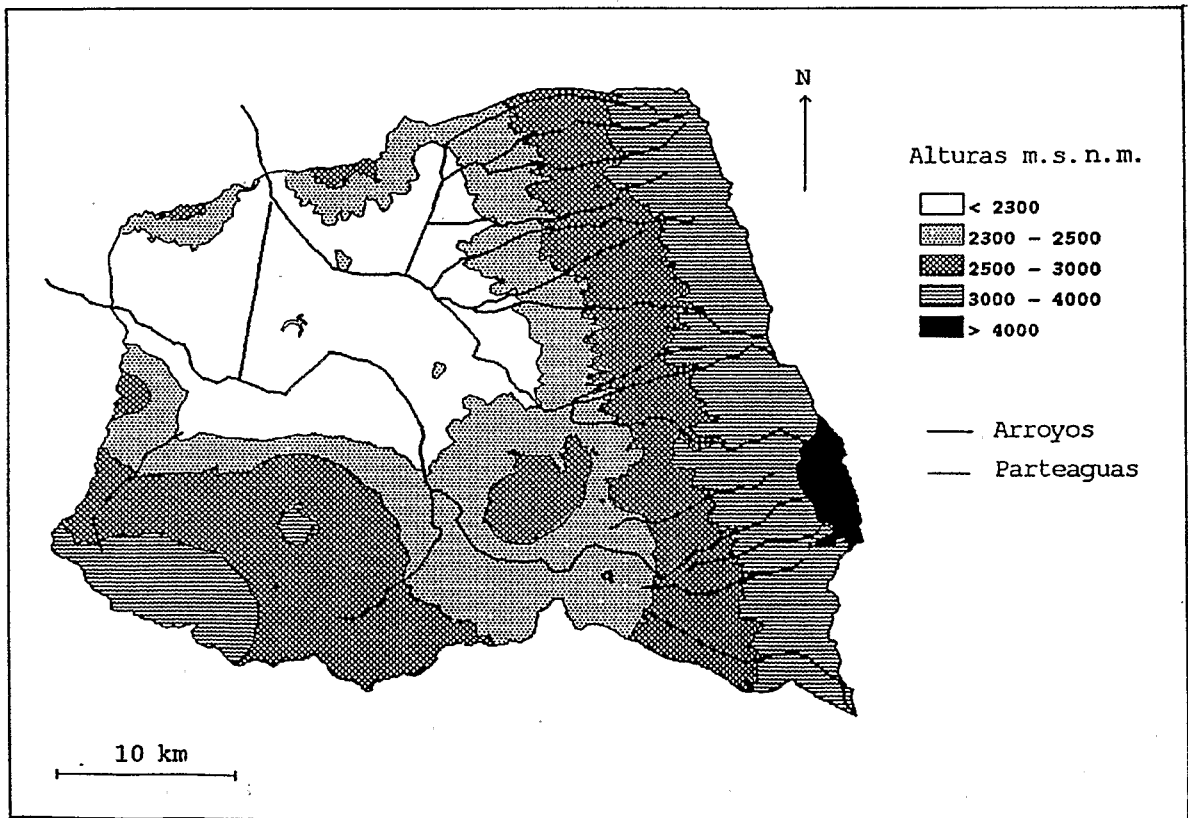 N
Alturas m.s.n.m.
< 2300
2300 - 2500
2500 - 3000
3000 - 4000
> 4000
Arroyos
Parteaguas
10 km